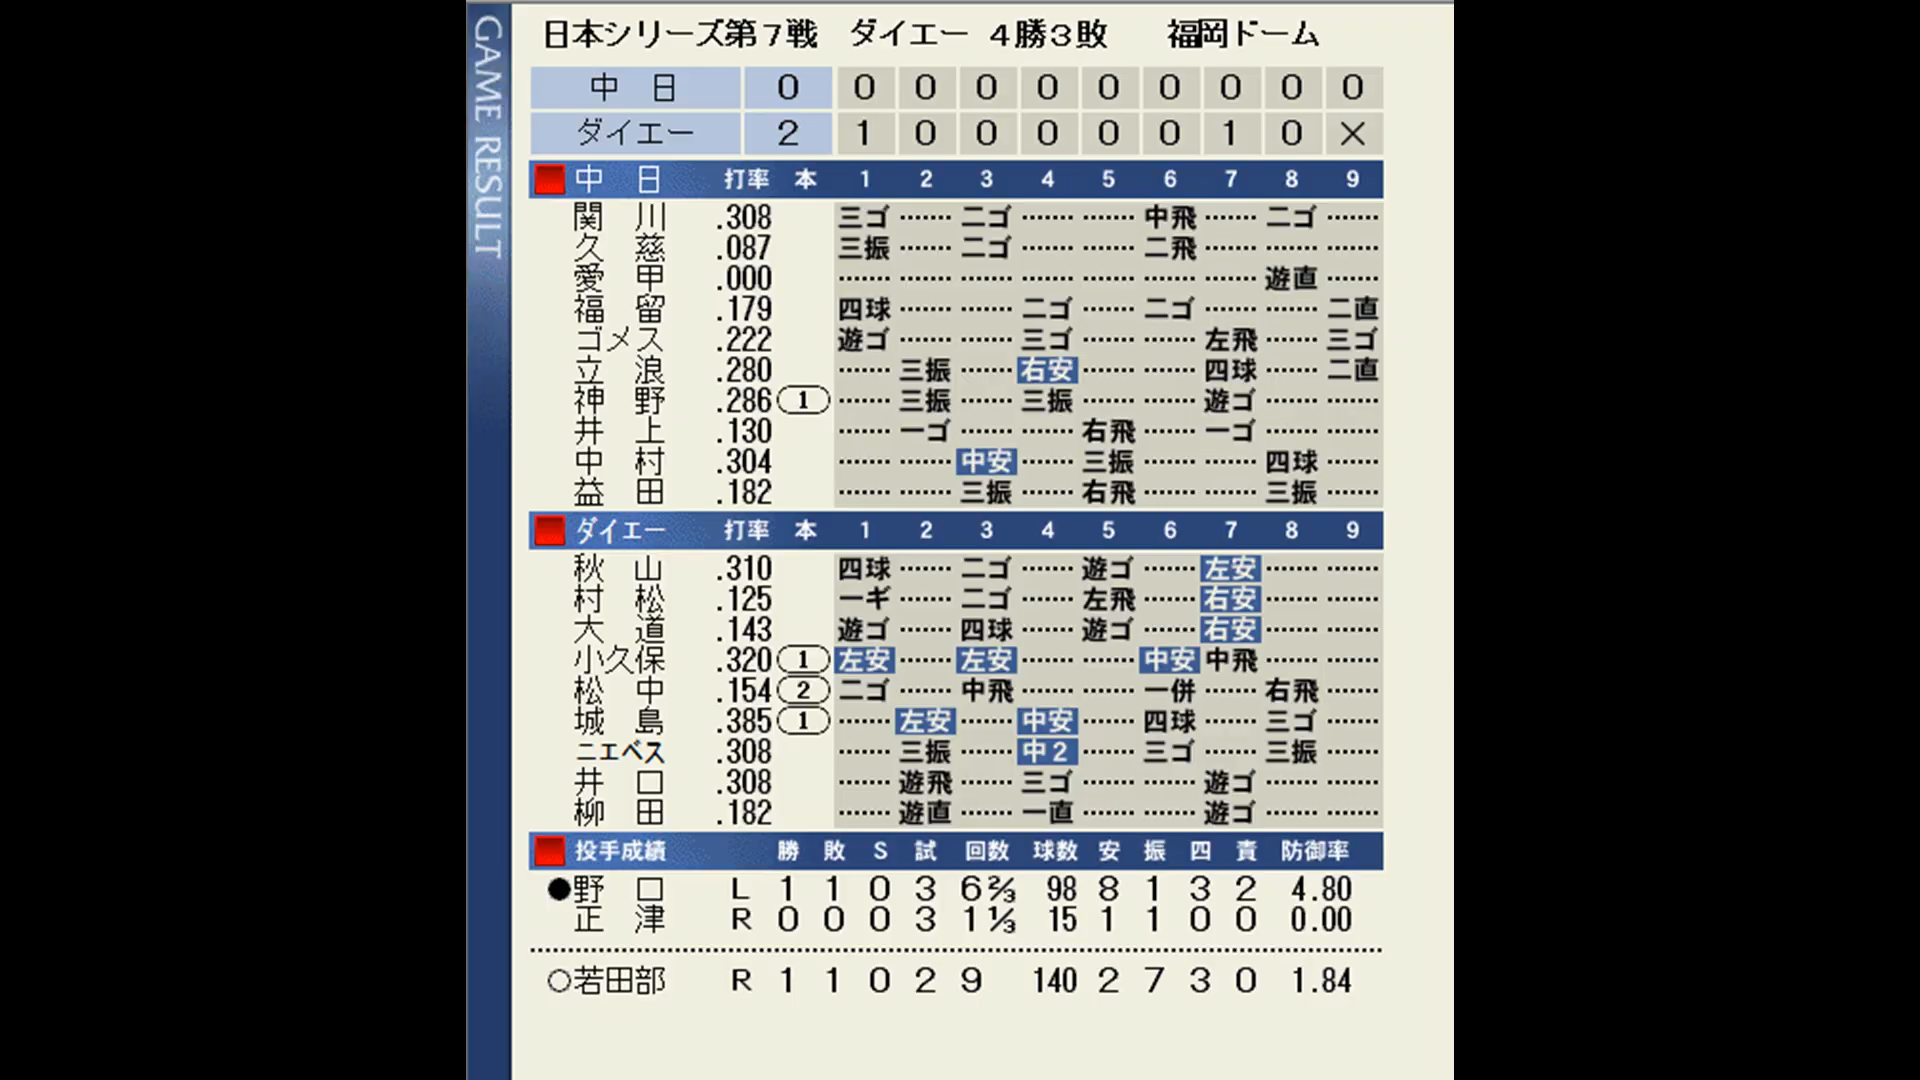 GAME RESULT
日本シリーズ第7戦 ダイエー 4勝3敗 福岡ドーム
中日 0 0 0 0 0 0 0 0 0 0
ダイエー 2 1 0 0 0 0 0 1 0 ×
中日 打率 本 1 2 3 4 5 6 7 8 9
関川 .308 三ゴ …… 二ゴ …… …… 中飛 …… 二ゴ ……
久慈 .087 三振 …… 二ゴ …… …… 二飛 …… …… ……
愛甲 .000 …… …… …… …… …… …… …… 遊直 ……
福留 .179 四球 …… …… 二ゴ …… 二ゴ …… …… 二直
ゴメス .222 遊ゴ …… …… 三ゴ …… …… 左飛 …… 三ゴ
立浪 .280 …… 三振 …… 右安 …… …… 四球 …… 二直
神野 .286 1 …… 三振 …… 三振 …… …… 遊ゴ …… ……
井上 .130 …… 一ゴ …… …… 右飛 …… 一ゴ …… ……
中村 .304 …… …… 中安 …… 三振 …… …… 四球 ……
益田 .182 …… …… 三振 …… 右飛 …… …… 三振 ……
ダイエー 打率 本 1 2 3 4 5 6 7 8 9
秋山 .310 四球 …… 二ゴ …… 遊ゴ …… 左安 …… ……
村松 .125 一ギ …… 二ゴ …… 左飛 …… 右安 …… ……
大道 .143 遊ゴ …… 四球 …… 遊ゴ …… 右安 …… ……
小久保 .320 1 左安 …… 左安 …… …… 中安 中飛 …… ……
松中 .154 2 二ゴ …… 中飛 …… …… 一併 …… 右飛 ……
城島 .385 1 …… 左安 …… 中安 …… 四球 …… 三ゴ ……
ニエベス .308 …… 三振 …… 中2 …… 三ゴ …… 三振 ……
井口 .308 …… 遊飛 …… 三ゴ …… …… 遊ゴ …… ……
柳田 .182 …… 遊直 …… 一直 …… …… 遊ゴ …… ……
投手成績 勝 敗 S 試 回数 球数 安 振 四 責 防御率
●野口 L 1 1 0 3 6⅔ 98 8 1 3 2 4.80
正津 R 0 0 0 3 1⅓ 15 1 1 0 0 0.00
○若田部 R 1 1 0 2 9 140 2 7 3 0 1.84